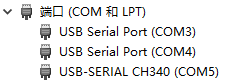 端口 (COM 和 LPT)
USB Serial Port (COM3)
USB Serial Port (COM4)
USB-SERIAL CH340 (COM5)